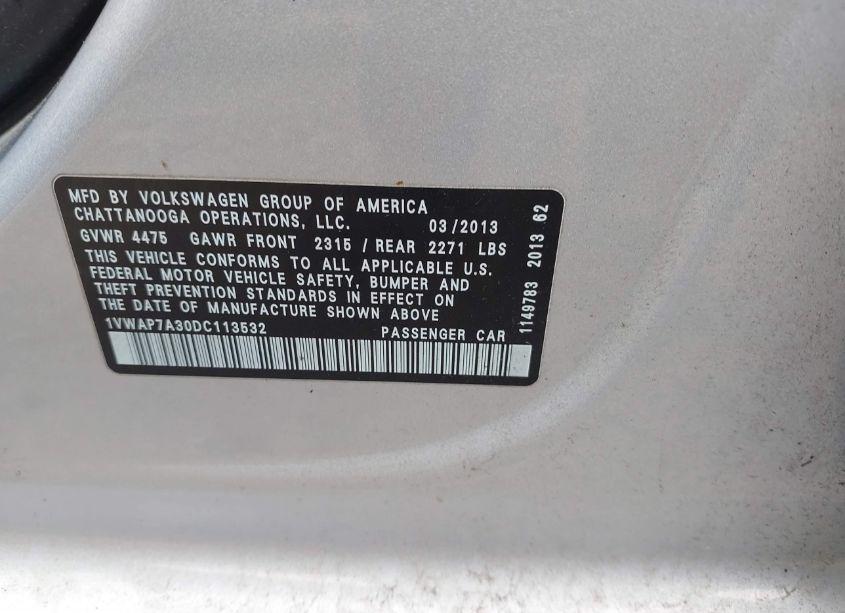 MFD BY VOLKSWAGEN GROUP OF AMERICA
CHATTANOOGA OPERATIONS, LLC. 03/2013
GVWR 4475 GAWR FRONT 2315 / REAR 2271 LBS
THIS VEHICLE CONFORMS TO ALL APPLICABLE U.S.
FEDERAL MOTOR VEHICLE SAFETY, BUMPER AND
THEFT PREVENTION STANDARDS IN EFFECT ON
THE DATE OF MANUFACTURE SHOWN ABOVE
1VWAP7A30DC113532 PASSENGER CAR
1149783 2013 62